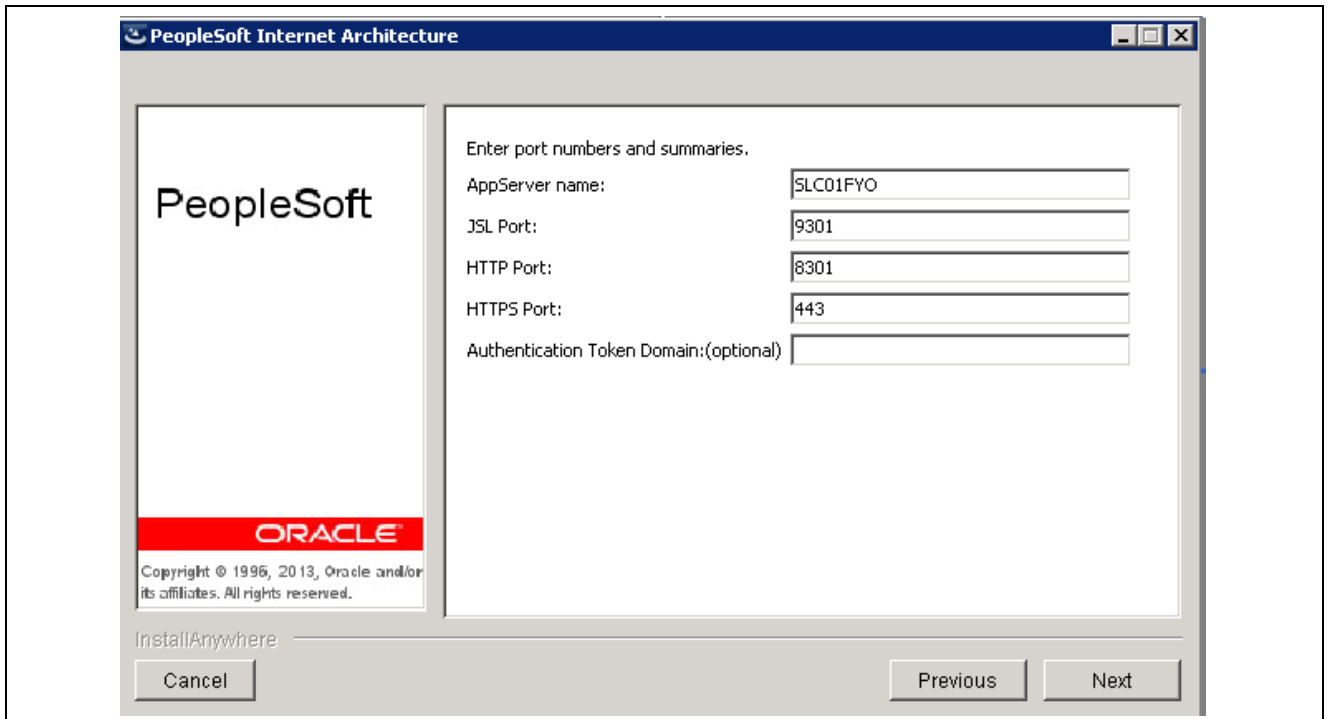 PeopleSoft Internet Architecture
PeopleSoft
ORACLE
Copyright © 1996, 2013, Oracle and/or
its affiliates. All rights reserved.
Enter port numbers and summaries.
AppServer name: SLC01FYO
JSL Port: 9301
HTTP Port: 8301
HTTPS Port: 443
Authentication Token Domain:(optional)
InstallAnywhere
Cancel Previous Next